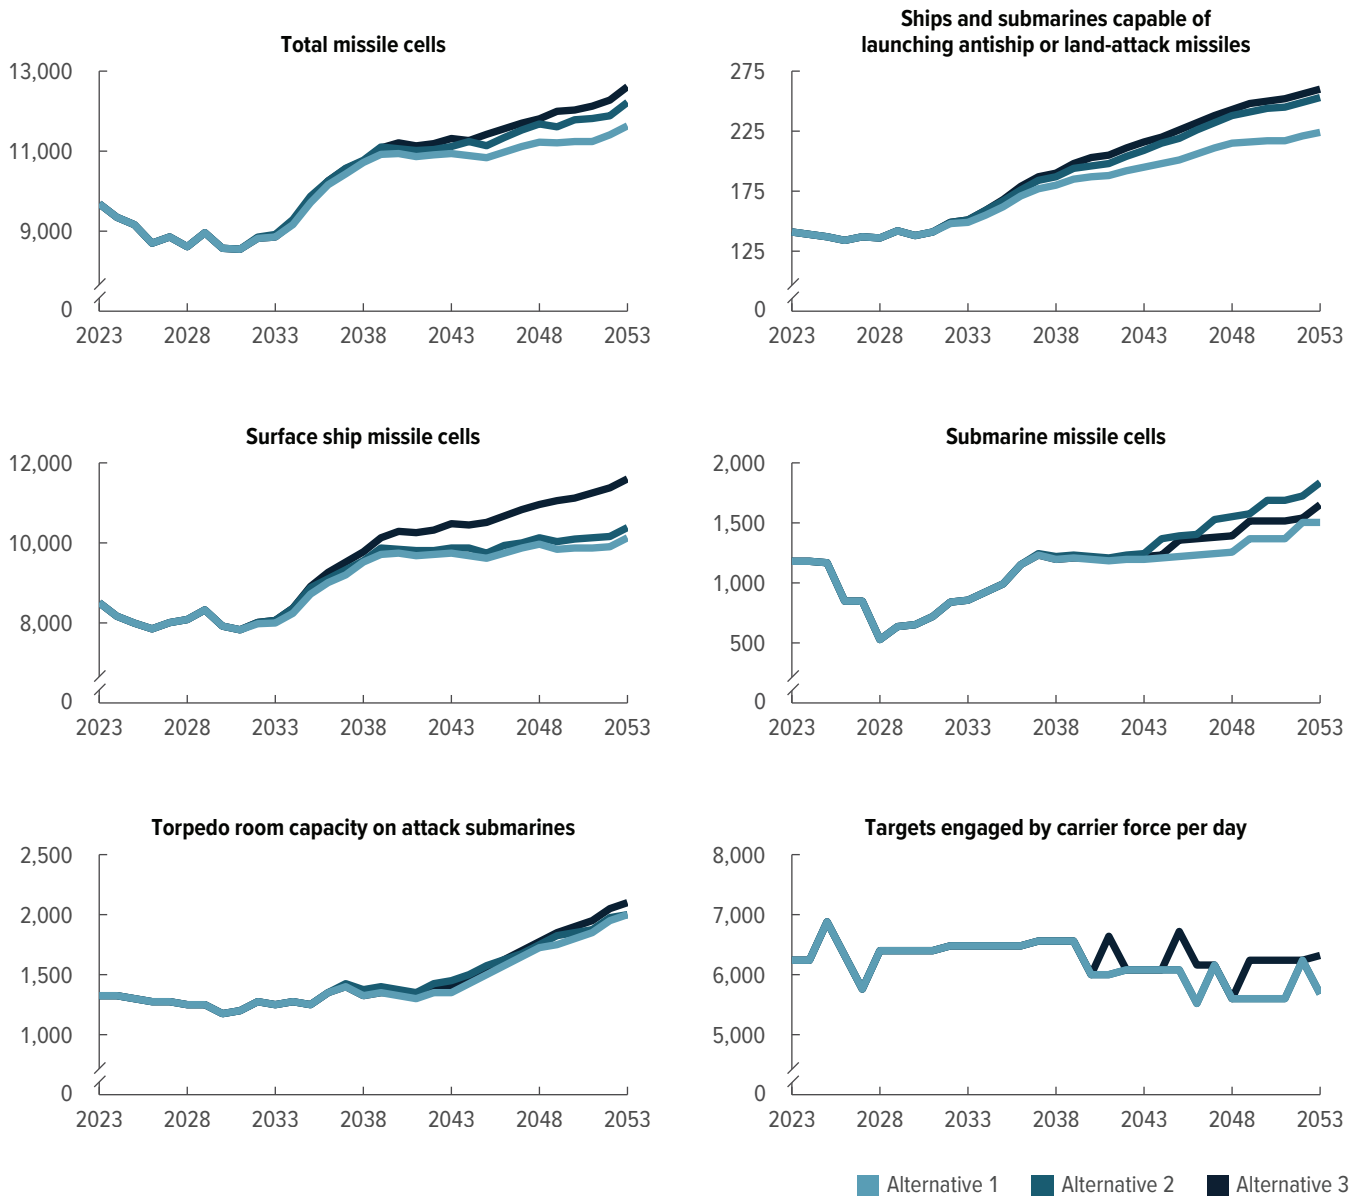 Total missile cells
13,000
11,000
9,000
0
2023 2028 2033 2038 2043 2048 2053
Ships and submarines capable of
launching antiship or land-attack missiles
275
225
175
125
0
2023 2028 2033 2038 2043 2048 2053
Surface ship missile cells
12,000
10,000
8,000
0
2023 2028 2033 2038 2043 2048 2053
Submarine missile cells
2,000
1,500
1,000
500
0
2023 2028 2033 2038 2043 2048 2053
Torpedo room capacity on attack submarines
2,500
2,000
1,500
1,000
0
2023 2028 2033 2038 2043 2048 2053
Targets engaged by carrier force per day
8,000
7,000
6,000
5,000
0
2023 2028 2033 2038 2043 2048 2053
Alternative 1 Alternative 2 Alternative 3